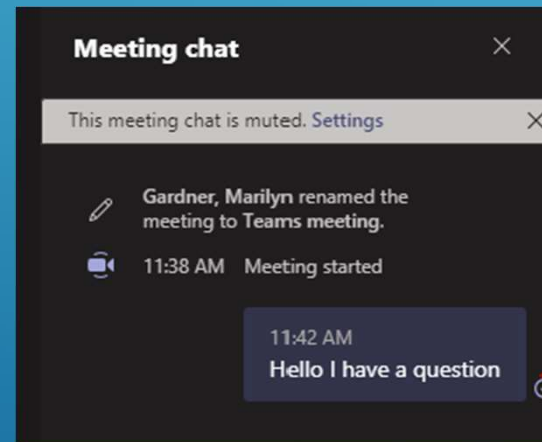 Meeting chat
This meeting chat is muted. Settings
Gardner, Marilyn renamed the
meeting to Teams meeting.
11:38 AM Meeting started
11:42 AM
Hello I have a question